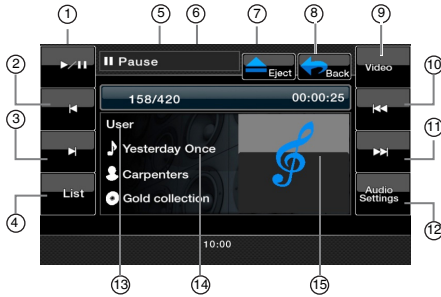 ① ⑤ ⑥ ⑦ ⑧ ⑨
Pause
Eject
Back
Video
② ⑩
158/420 00:00:25
③ ⑪
User
Yesterday Once
Carpenters
Gold collection
List
Audio
Settings
④ ⑫
10:00
⑬ ⑭ ⑮